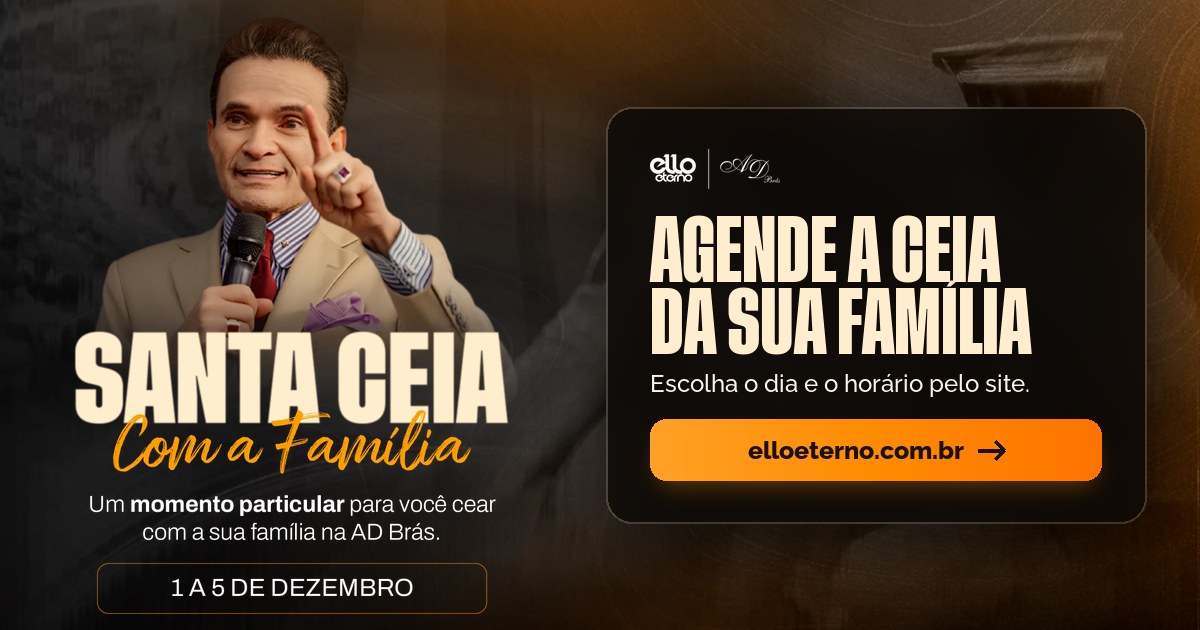 SANTA CEIA
Com a Família
Um momento particular para você cear
com a sua família na AD Brás.
1 A 5 DE DEZEMBRO
ello
eterno
AD
Brás
AGENDE A CEIA
DA SUA FAMÍLIA
Escolha o dia e o horário pelo site.
elloeterno.com.br →